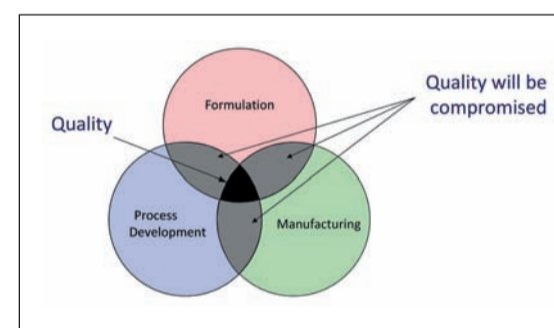 Formulation
Quality will be
compromised
Quality
Process
Development
Manufacturing